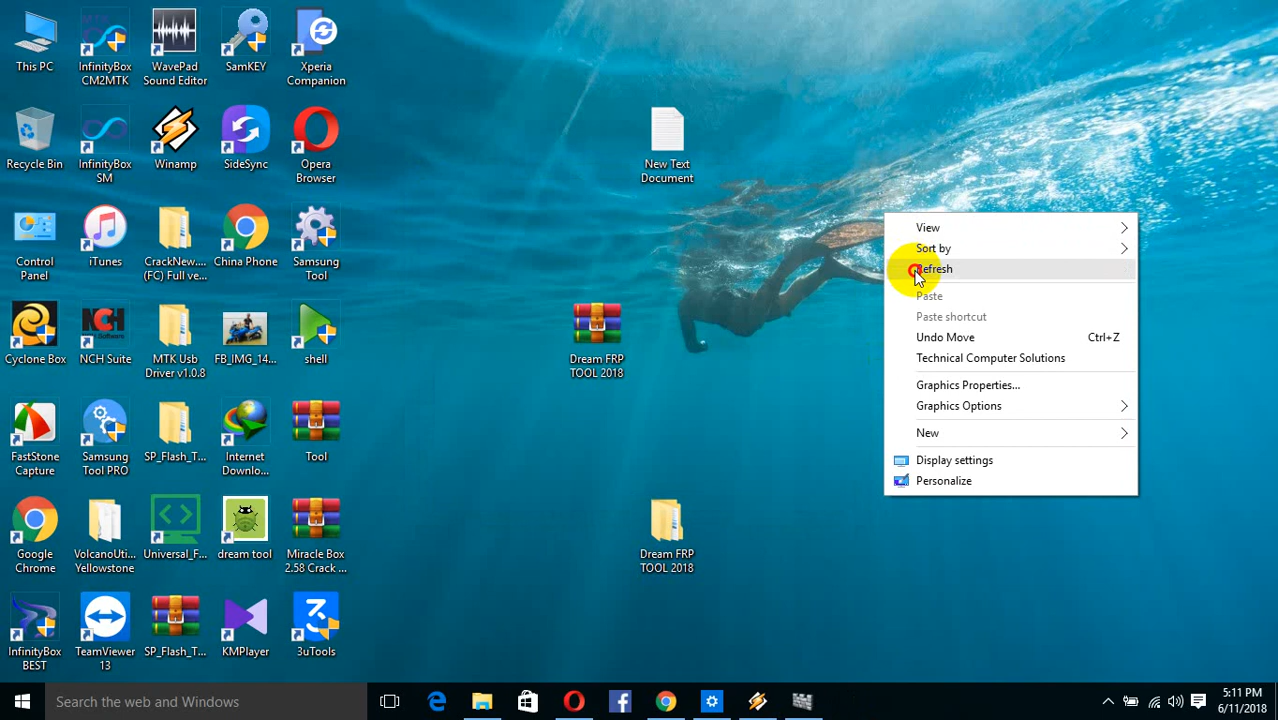 This PC
InfinityBox
CM2MTK
WavePad
Sound Editor
SamKEY
Xperia
Companion
Recycle Bin
InfinityBox
SM
Winamp
SideSync
Opera
Browser
New Text
Document
Control
Panel
iTunes
CrackNew....
(FC) Full ve...
China Phone
Samsung
Tool
Cyclone Box
NCH
Software
NCH Suite
MTK Usb
Driver v1.0.8
FB_IMG_14...
shell
Dream FRP
TOOL 2018
FastStone
Capture
Samsung
Tool PRO
SP_Flash_T...
Internet
Downlo...
Tool
Google
Chrome
VolcanoUti...
Yellowstone
Universal_F...
dream tool
Miracle Box
2.58 Crack ...
Dream FRP
TOOL 2018
InfinityBox
BEST
TeamViewer
13
SP_Flash_T...
KMPlayer
3uTools
View
Sort by
Refresh
Paste
Paste shortcut
Undo Move Ctrl+Z
Technical Computer Solutions
Graphics Properties...
Graphics Options
New
Display settings
Personalize
Search the web and Windows
5:11 PM
6/11/2018